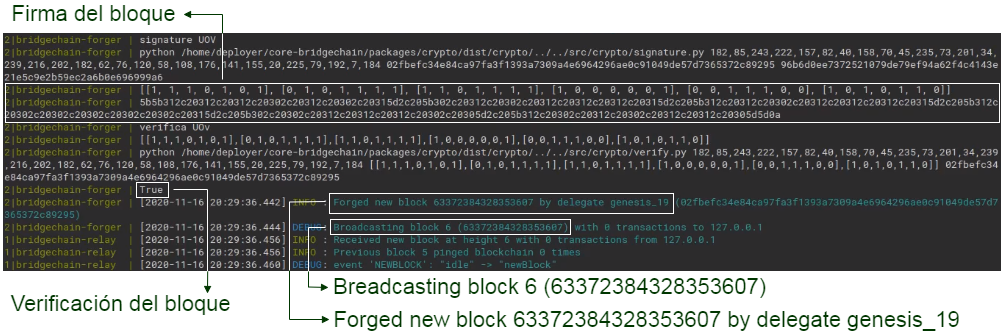 Firma del bloque
2|bridgechain-forger | signature UOV
2|bridgechain-forger | python /home/deployer/core-bridgechain/packages/crypto/dist/crypto/../../src/crypto/signature.py 182,85,243,222,157,82,40,158,70,45,235,73,201,34,
239,216,202,182,62,76,120,58,108,176,141,155,20,225,79,192,7,184 02fbefc34e84ca97fa3f1393a7309a4e6964296ae0c91049de57d7365372c89295 96b6d0ee7372521079de79ef94a62f4c4143e
21e5c9e2b59ec2a6b0e696999a6
2|bridgechain-forger | [[1, 1, 1, 0, 1, 0, 1], [0, 1, 0, 1, 1, 1, 1], [1, 1, 0, 1, 1, 1, 1], [1, 0, 0, 0, 0, 0, 1], [0, 0, 1, 1, 1, 0, 0], [1, 0, 1, 0, 1, 1, 0]]
2|bridgechain-forger |
2|bridgechain-forger | verifica UOv
2|bridgechain-forger | [[1,1,1,0,1,0,1],[0,1,0,1,1,1,1],[1,1,0,1,1,1,1],[1,0,0,0,0,0,1],[0,0,1,1,1,0,0],[1,0,1,0,1,1,0]]
2|bridgechain-forger | python /home/deployer/core-bridgechain/packages/crypto/dist/crypto/../../src/crypto/verify.py 182,85,243,222,157,82,40,158,70,45,235,73,201,34,239
,216,202,182,62,76,120,58,108,176,141,155,20,225,79,192,7,184 [[1,1,1,0,1,0,1],[0,1,0,1,1,1,1],[1,1,0,1,1,1,1],[1,0,0,0,0,0,1],[0,0,1,1,1,0,0],[1,0,1,0,1,1,0]] 02fbefc3
4e84ca97fa3f1393a7309a4e6964296ae0c91049de57d7365372c89295
2|bridgechain-forger | True
2|bridgechain-forger | [2020-11-16 20:29:36.442] INFO : Forged new block 63372384328353607 by delegate genesis_19 (02fbefc34e84ca97fa3f1393a7309a4e6964296ae0c91049de57d7
365372c89295)
2|bridgechain-forger | [2020-11-16 20:29:36.444] DEBUG: Broadcasting block 6 (63372384328353607) with 0 transactions to 127.0.0.1
1|bridgechain-relay | [2020-11-16 20:29:36.456] INFO : Received new block at height 6 with 0 transactions from 127.0.0.1
1|bridgechain-relay | [2020-11-16 20:29:36.456] INFO : Previous block 5 pinged blockchain 0 times
1|bridgechain-relay | [2020-11-16 20:29:36.460] DEBUG: event 'NEWBLOCK': "idle" -> "newBlock"
Breadcasting block 6 (63372384328353607)
Verificación del bloque
Forged new block 63372384328353607 by delegate genesis_19